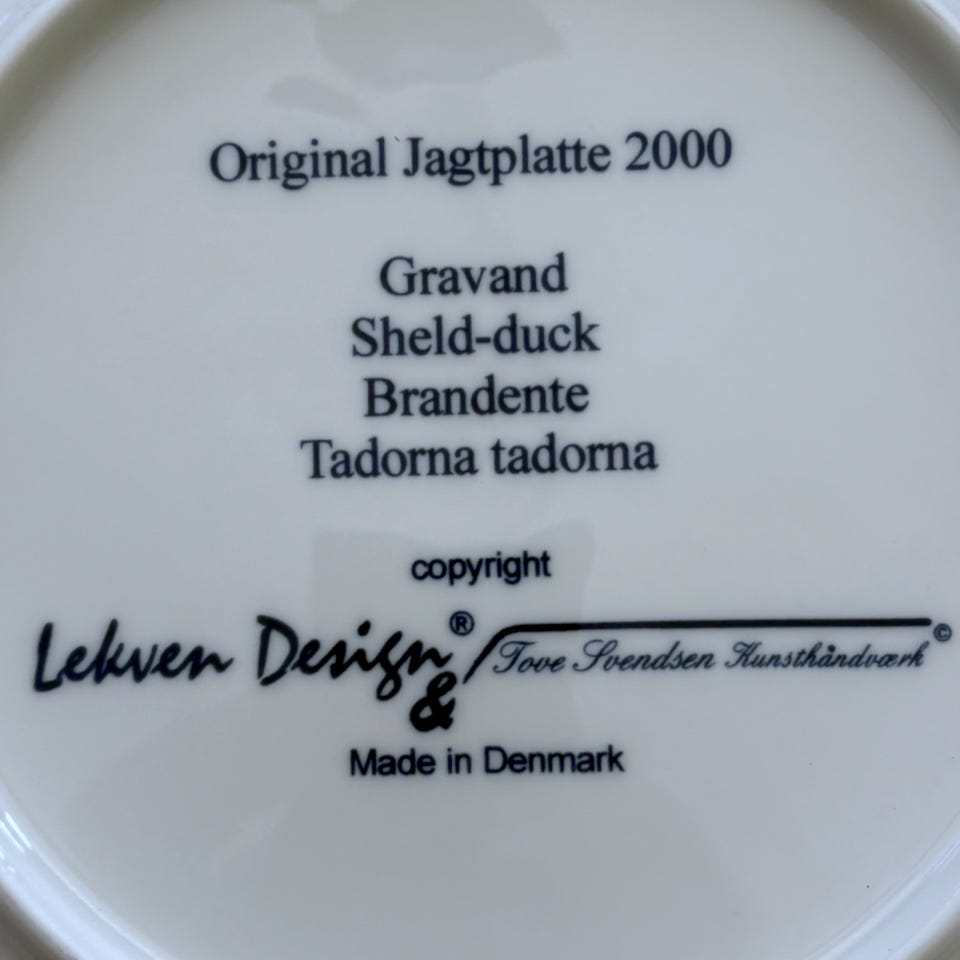 Original Jagtplatte 2000
Gravand
Sheld-duck
Brandente
Tadorna tadorna
copyright
Lekven Design® & Tove Svendsen Kunsthåndværk©
Made in Denmark